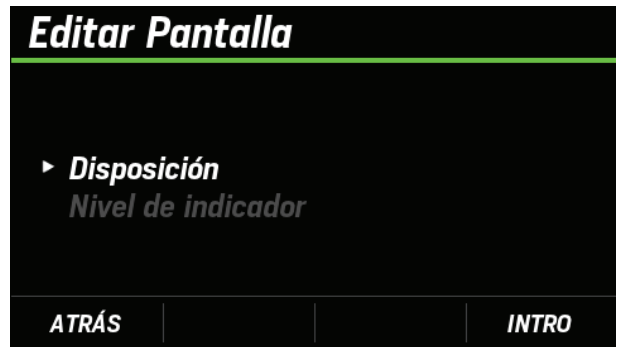 Editar Pantalla
Disposición
Nivel de indicador
ATRÁS INTRO